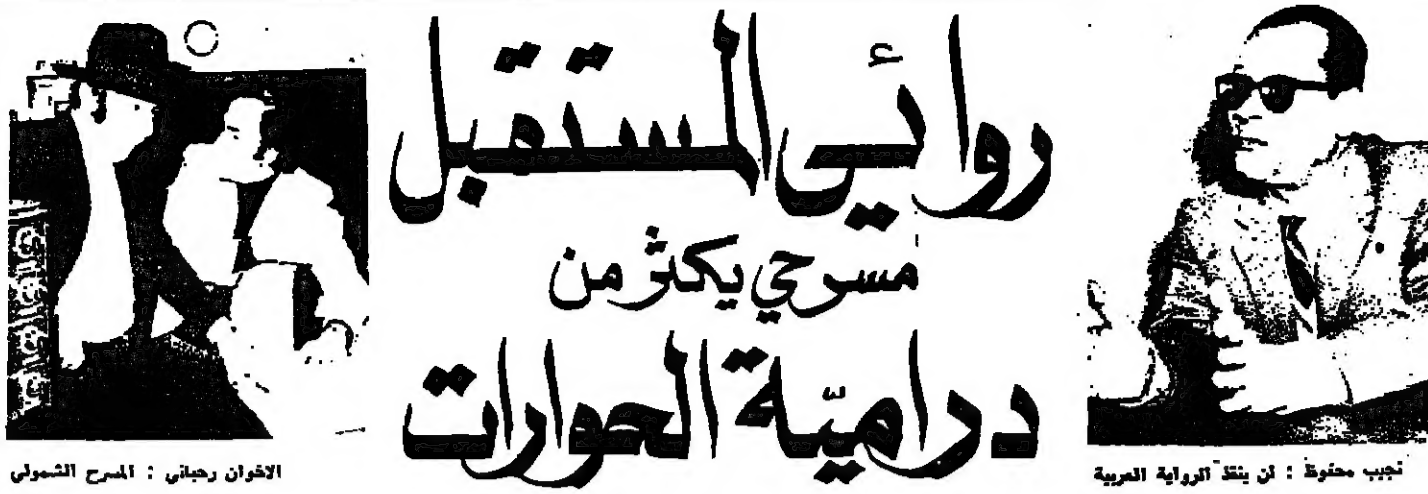 روائي المستقبل
مسرحي يكثر من
دراميّة الحوارات
نجيب محفوظ : لن ينقذ الرواية العربية
الاخوان رحباني : المسرح الشمولي